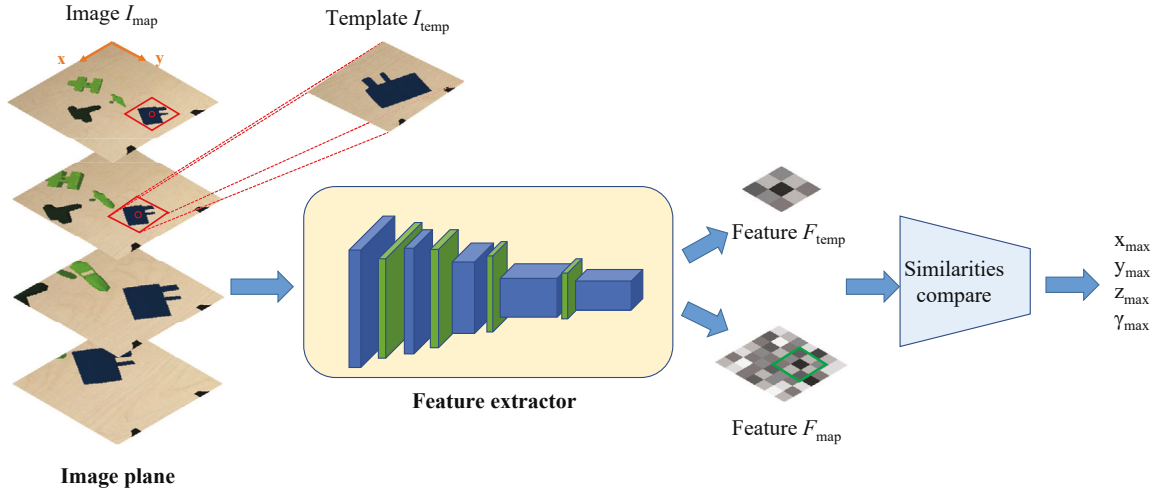 Image I_map
Template I_temp
x
y
Feature F_temp
Similarities
compare
x_max
y_max
z_max
γ_max
Feature extractor
Feature F_map
Image plane